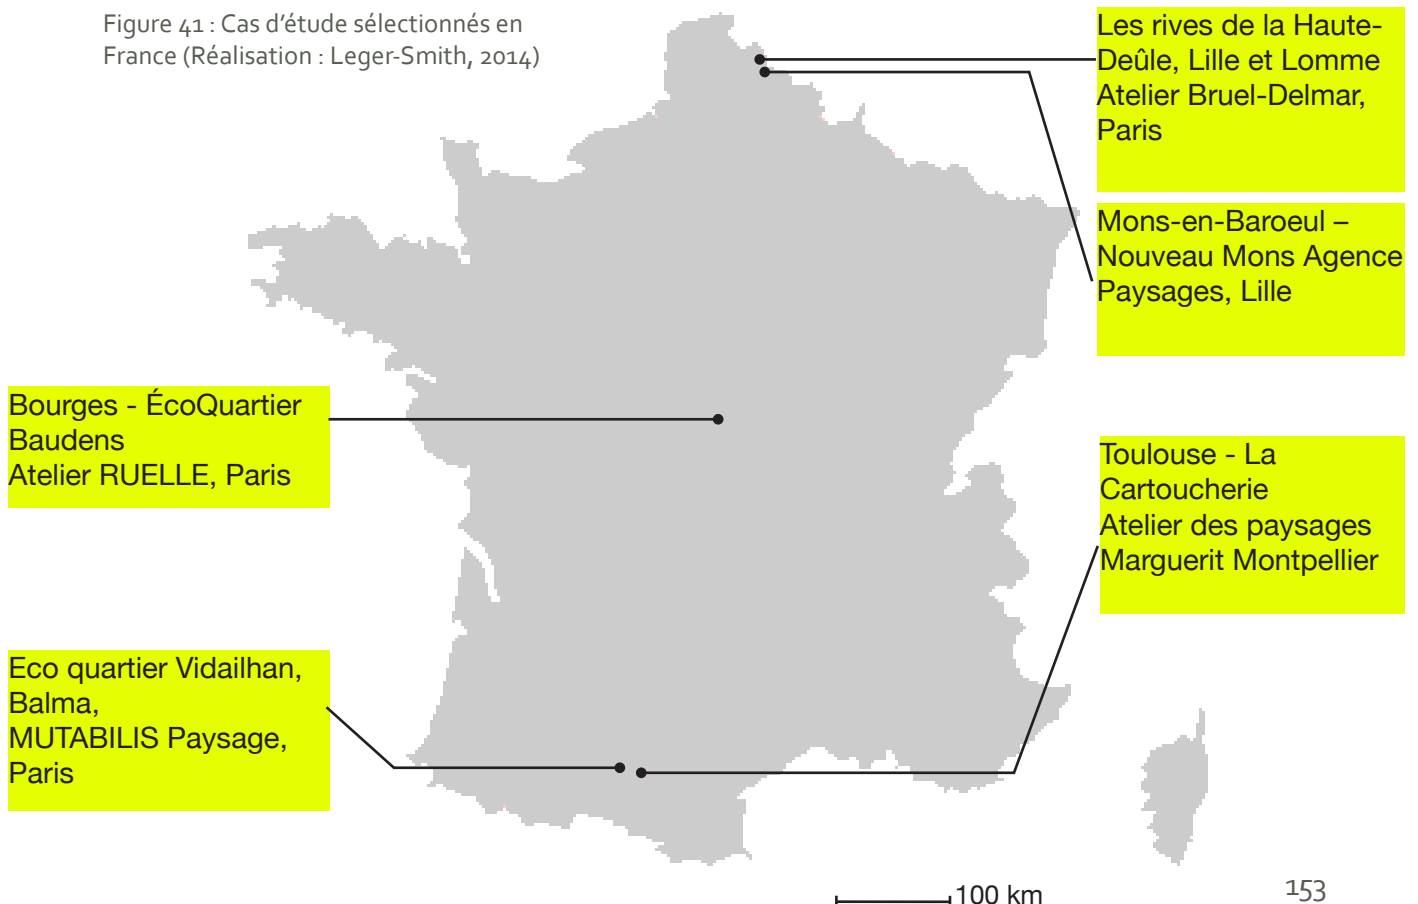 Figure 41 : Cas d'étude sélectionnés en
France (Réalisation : Leger-Smith, 2014)
Les rives de la Haute-
Deûle, Lille et Lomme
Atelier Bruel-Delmar,
Paris
Mons-en-Baroeul –
Nouveau Mons Agence
Paysages, Lille
Bourges - ÉcoQuartier
Baudens
Atelier RUELLE, Paris
Toulouse - La
Cartoucherie
Atelier des paysages
Marguerit Montpellier
Eco quartier Vidailhan,
Balma,
MUTABILIS Paysage,
Paris
100 km
153